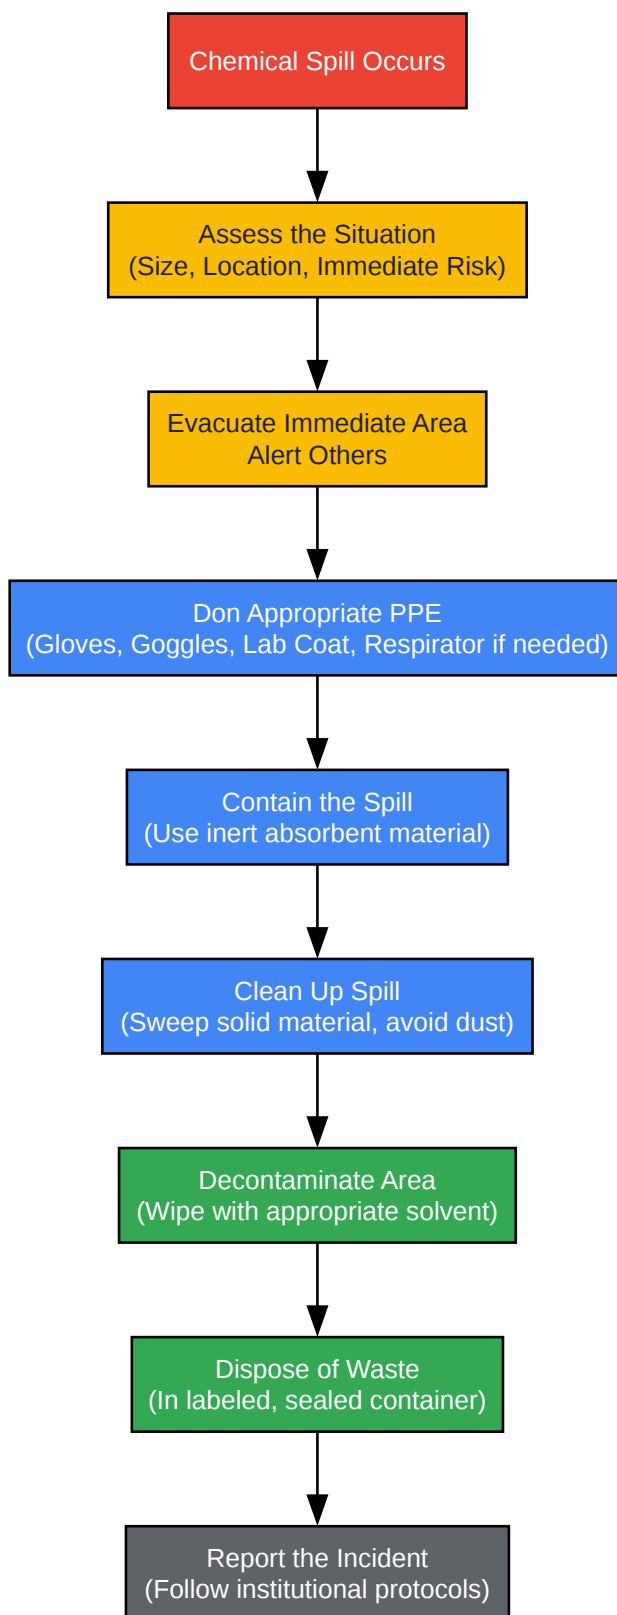 Chemical Spill Occurs
Assess the Situation
(Size, Location, Immediate Risk)
Evacuate Immediate Area
Alert Others
Don Appropriate PPE
(Gloves, Goggles, Lab Coat, Respirator if needed)
Contain the Spill
(Use inert absorbent material)
Clean Up Spill
(Sweep solid material, avoid dust)
Decontaminate Area
(Wipe with appropriate solvent)
Dispose of Waste
(In labeled, sealed container)
Report the Incident
(Follow institutional protocols)